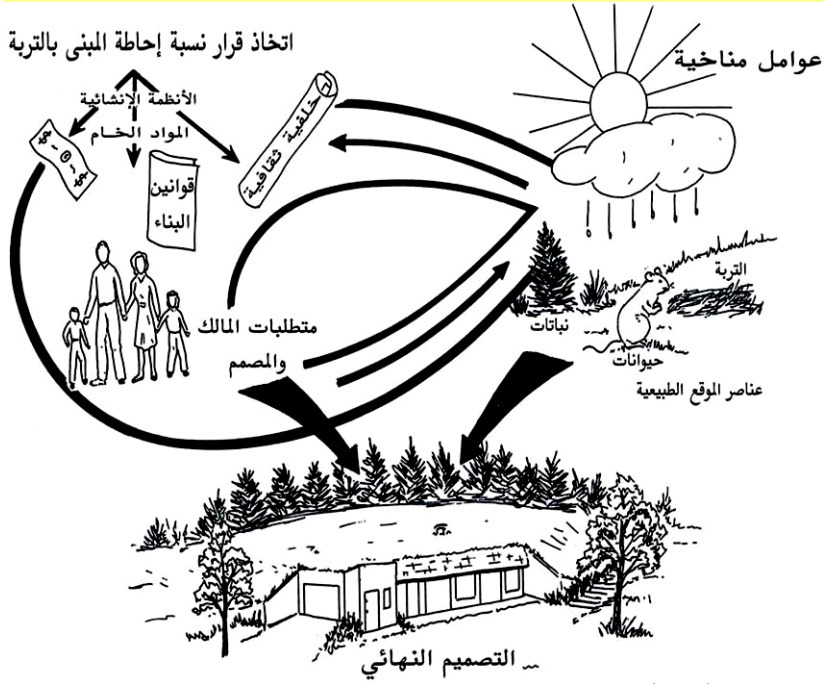 اتخاذ قرار نسبة إحاطة المبنى بالتربة
عوامل مناخية
الأنظمة الإنشائية
المواد الخام
خلفية ثقافية
قوانين
البناء
التربة
نباتات
حيوانات
عناصر الموقع الطبيعية
متطلبات المالك
والمصمم
التصميم النهائي